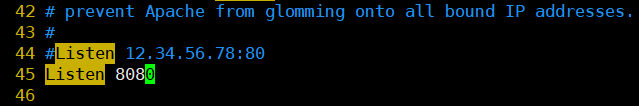 42 # prevent Apache from glomming onto all bound IP addresses.
43 #
44 #Listen 12.34.56.78:80
45 Listen 8080
46